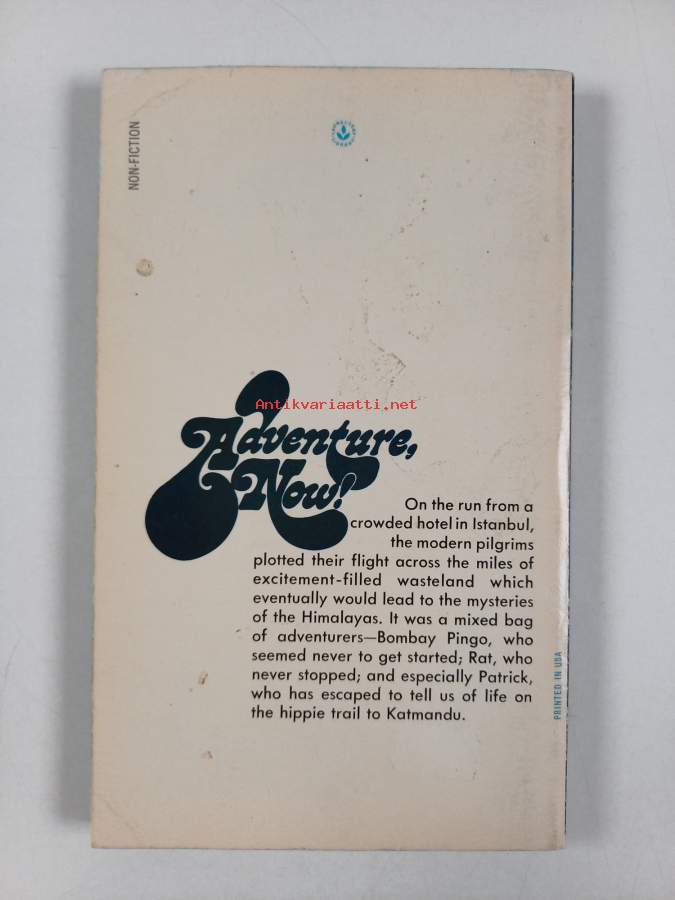 NON-FICTION
Antikvariaatti.net
Adventure,
Now!
On the run from a
crowded hotel in Istanbul,
the modern pilgrims
plotted their flight across the miles of
excitement-filled wasteland which
eventually would lead to the mysteries
of the Himalayas. It was a mixed bag
of adventurers—Bombay Pingo, who
seemed never to get started; Rat, who
never stopped; and especially Patrick,
who has escaped to tell us of life on
the hippie trail to Katmandu.
PRINTED IN USA